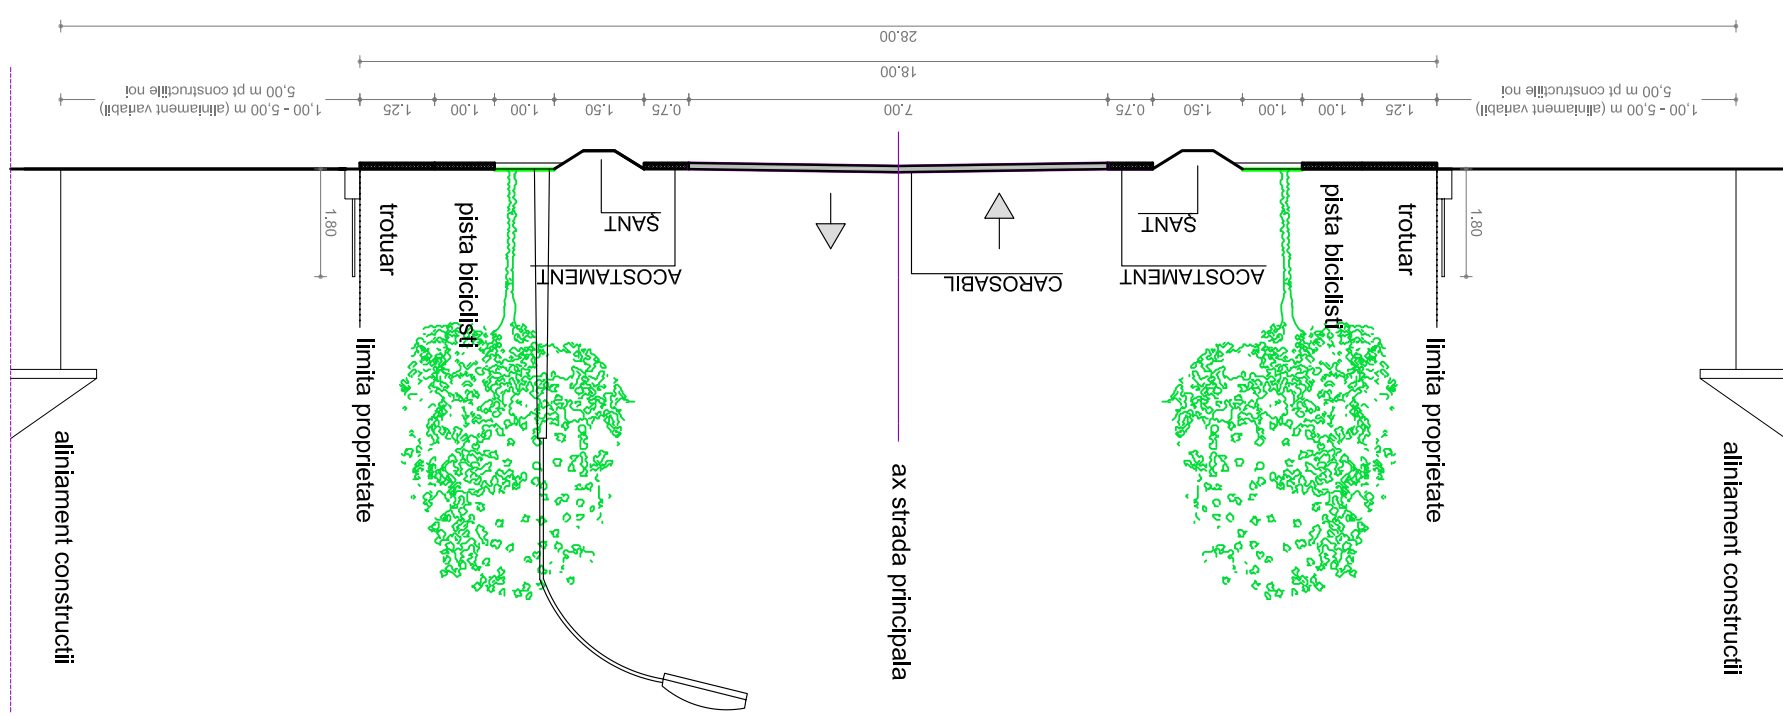 aliniament constructii
limita proprietate
pista biciclisti
trotuar
ax strada principala
limita proprietate
pista biciclisti
trotuar
aliniament constructii
CAROSABIL
ACOSTAMENT
ACOSTAMENT
ŞANT
ŞANT
1.80
1.80
1,00 - 5,00 m (aliniament variabil)
5,00 m pt constructiile noi
1.25
1.00
1.00
1.50
0.75
7.00
0.75
1.50
1.00
1.00
1.25
1,00 - 5,00 m (aliniament variabil)
5,00 m pt constructiile noi
18.00
28.00